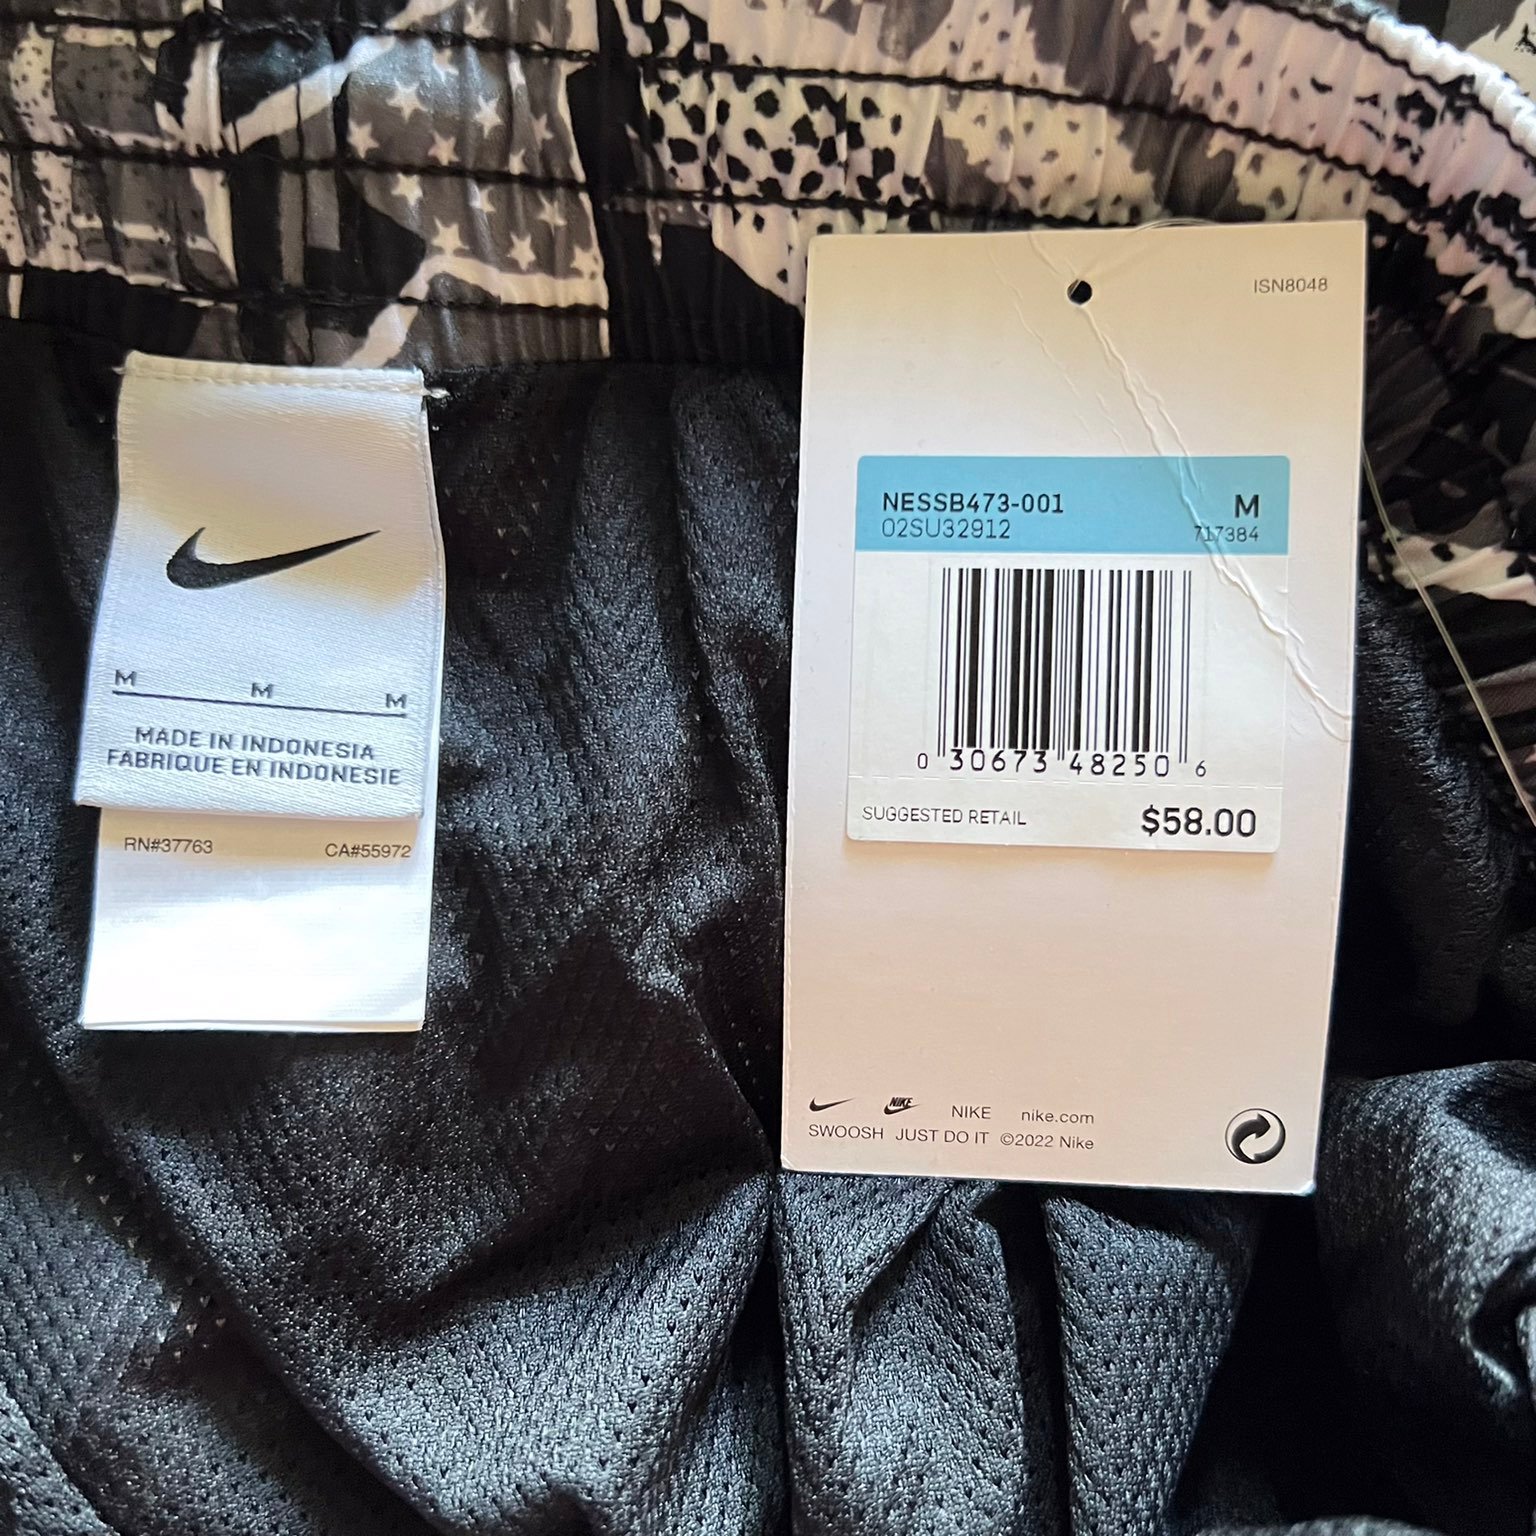 M M M
MADE IN INDONESIA
FABRIQUE EN INDONESIE
RN#37763 CA#55972
ISN8048
NESSB473-001 M
02SU32912 717384
0 30673 48250 6
SUGGESTED RETAIL $58.00
NIKE NIKE nike.com
SWOOSH JUST DO IT ©2022 Nike